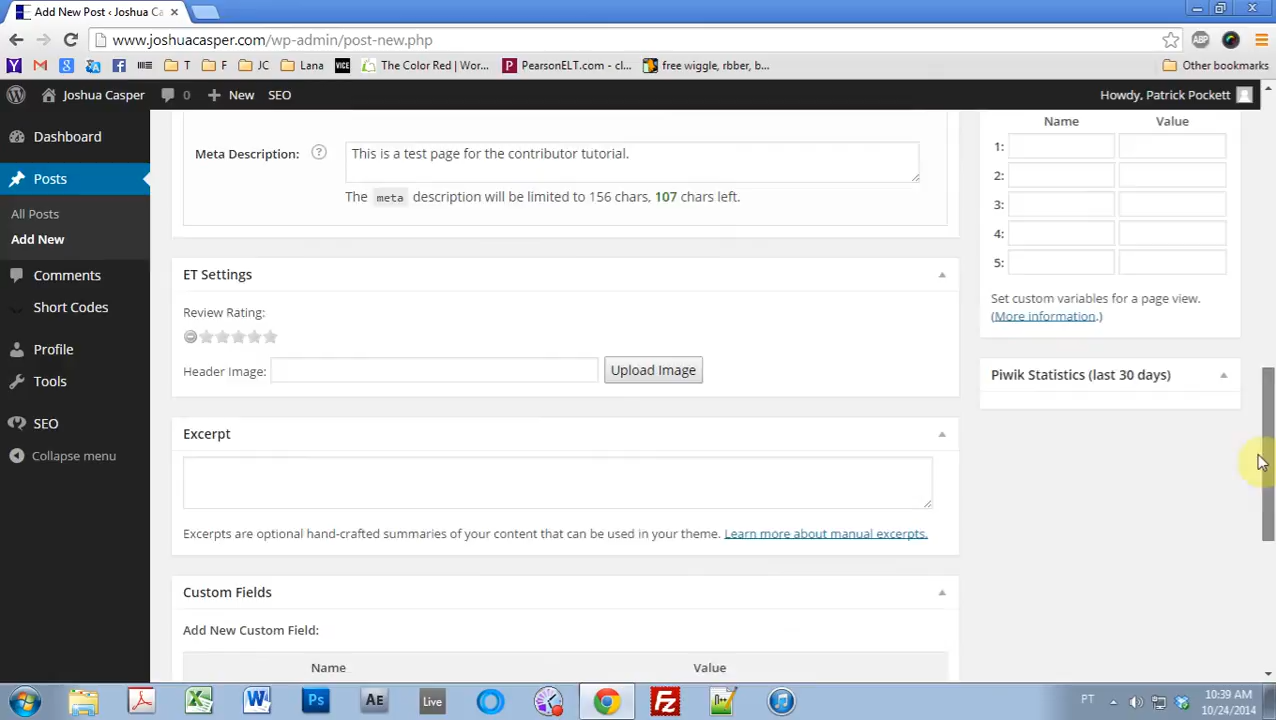 Add New Post ‹ Joshua Ca
www.joshuacasper.com/wp-admin/post-new.php
T
F
JC
Lana
VICE
The Color Red | Wor...
PearsonELT.com - cl...
free wiggle, rbber, b...
Other bookmarks
Joshua Casper
0
New
SEO
Howdy, Patrick Pockett
Dashboard
Posts
All Posts
Add New
Comments
Short Codes
Profile
Tools
SEO
Collapse menu
Meta Description:
This is a test page for the contributor tutorial.
The meta description will be limited to 156 chars, 107 chars left.
ET Settings
Review Rating:
Header Image:
Upload Image
Excerpt
Excerpts are optional hand-crafted summaries of your content that can be used in your theme. Learn more about manual excerpts.
Custom Fields
Add New Custom Field:
Name Value
Name Value
1:
2:
3:
4:
5:
Set custom variables for a page view.
(More information.)
Piwik Statistics (last 30 days)
Ps
Ae
Live
PT
10:39 AM
10/24/2014